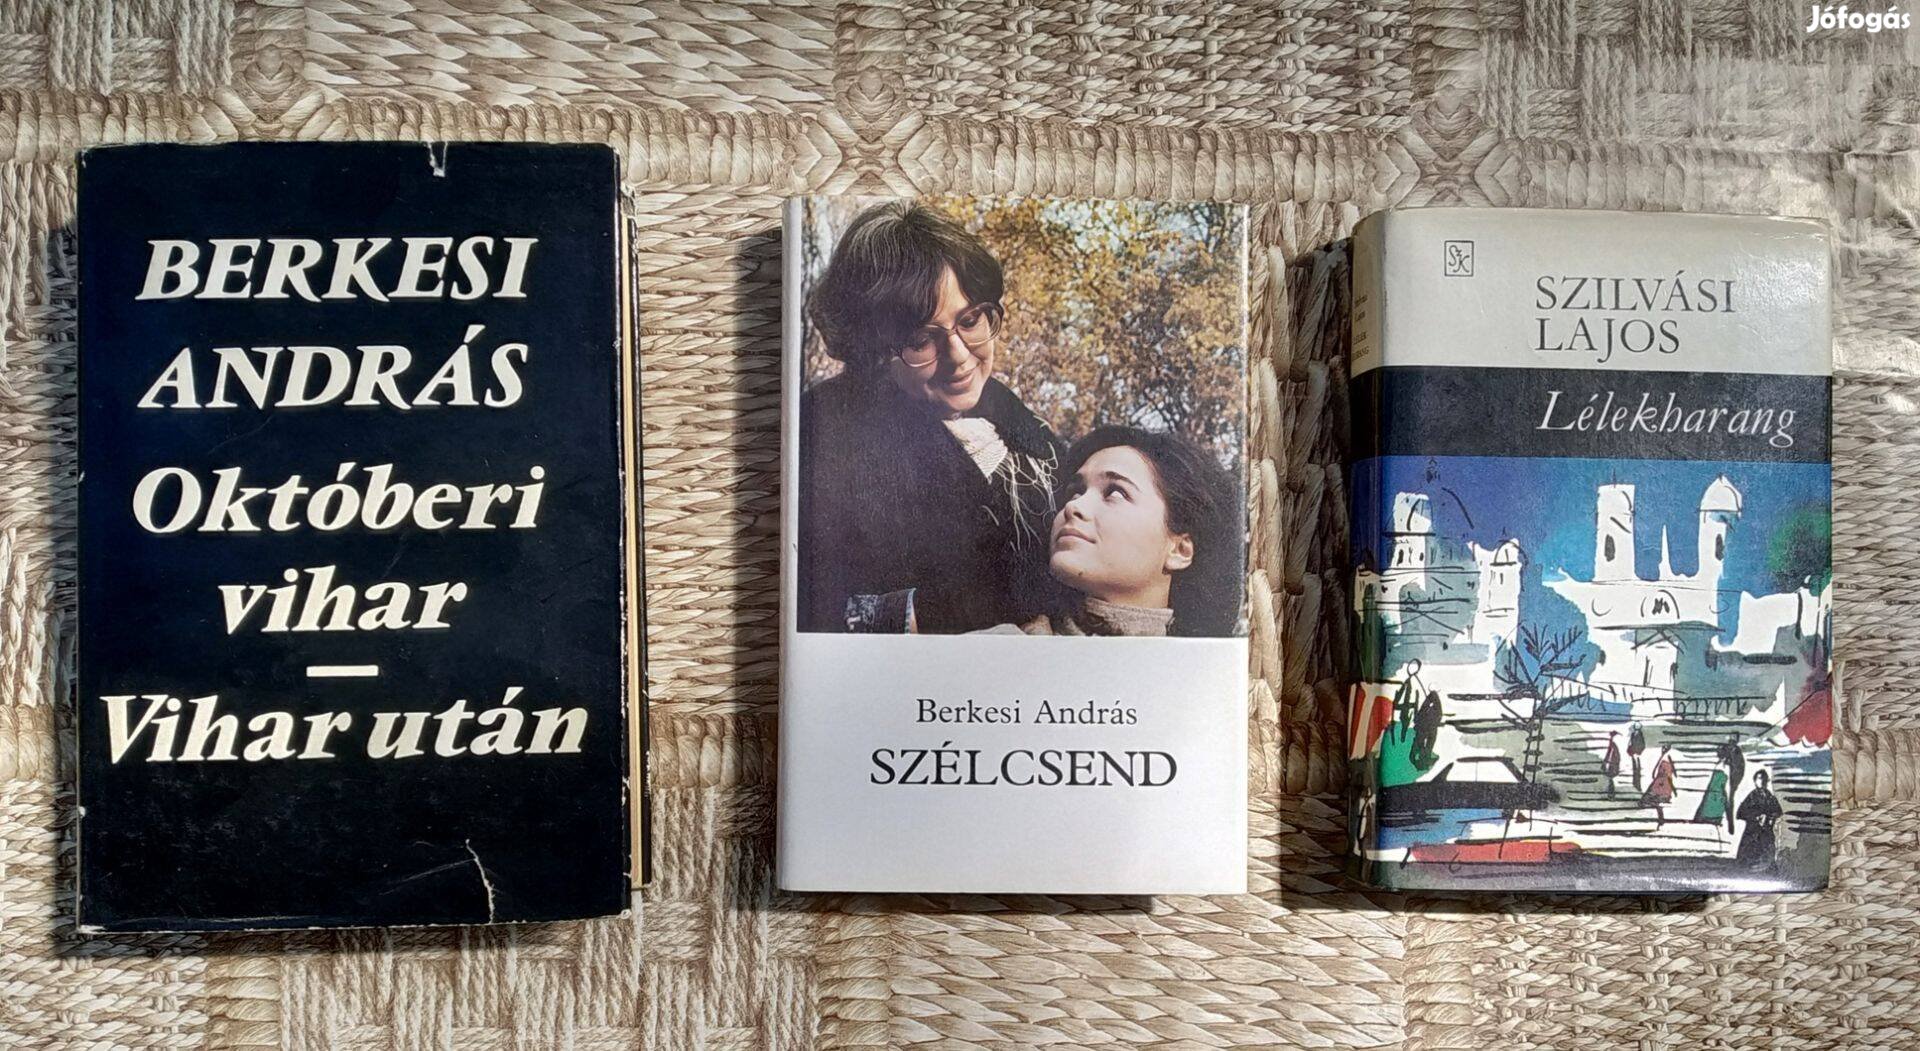 Jófogás
BERKESI
ANDRÁS
Októberi
vihar
—
Vihar után
Berkesi András
SZÉLCSEND
SzK
SZILVÁSI
LAJOS
Lélekharang